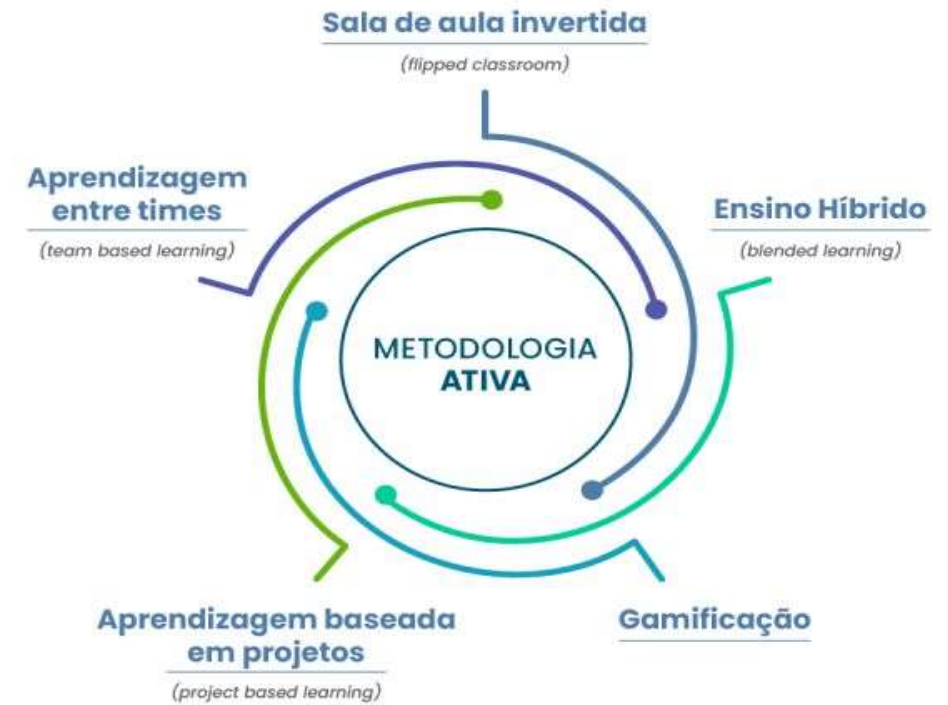 Sala de aula invertida
(flipped classroom)
Aprendizagem
entre times
(team based learning)
Ensino Híbrido
(blended learning)
METODOLOGIA
ATIVA
Aprendizagem baseada
em projetos
(project based learning)
Gamificação